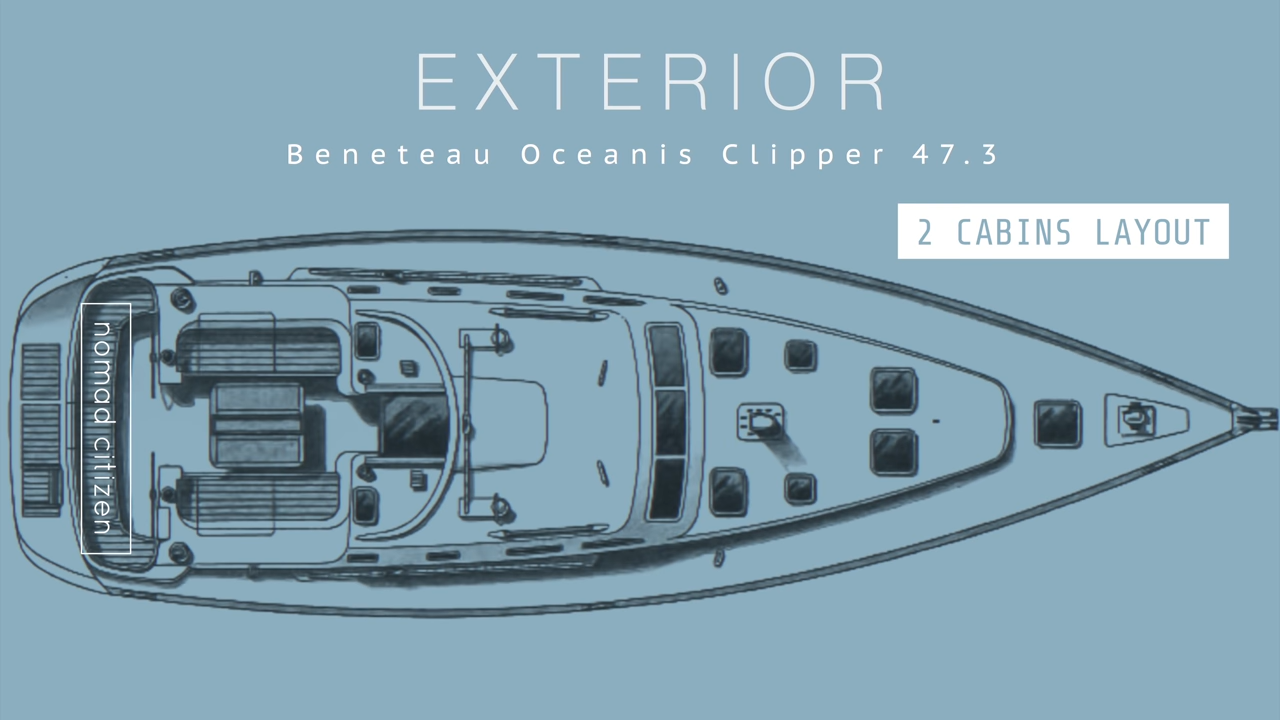 EXTERIOR
Beneteau Oceanis Clipper 47.3
2 CABINS LAYOUT
nomad citizen